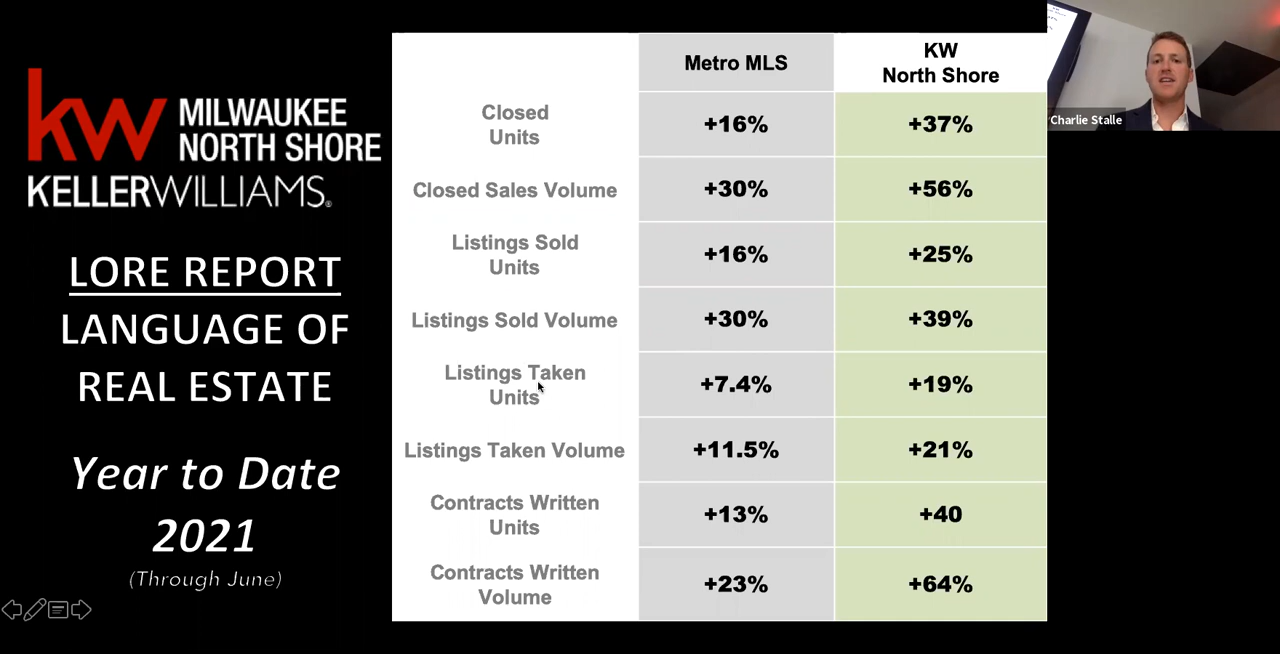 kw MILWAUKEE
NORTH SHORE
KELLERWILLIAMS®
LORE REPORT
LANGUAGE OF
REAL ESTATE
Year to Date
2021
(Through June)
Metro MLS
KW
North Shore
Closed
Units
+16%
+37%
Closed Sales Volume
+30%
+56%
Listings Sold
Units
+16%
+25%
Listings Sold Volume
+30%
+39%
Listings Taken
Units
+7.4%
+19%
Listings Taken Volume
+11.5%
+21%
Contracts Written
Units
+13%
+40
Contracts Written
Volume
+23%
+64%
Charlie Stalle